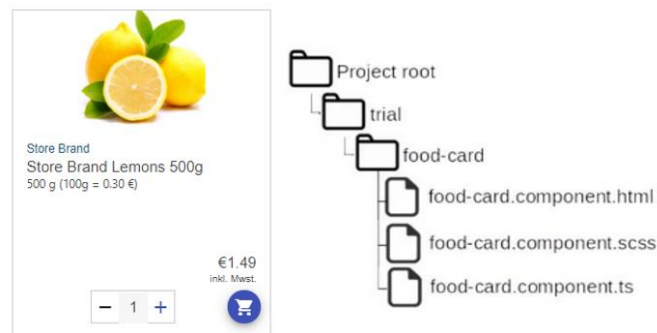 Store Brand
Store Brand Lemons 500g
500 g (100g = 0.30 €)
€1.49
inkl. Mwst.
− 1 +
Project root
trial
food-card
food-card.component.html
food-card.component.scss
food-card.component.ts